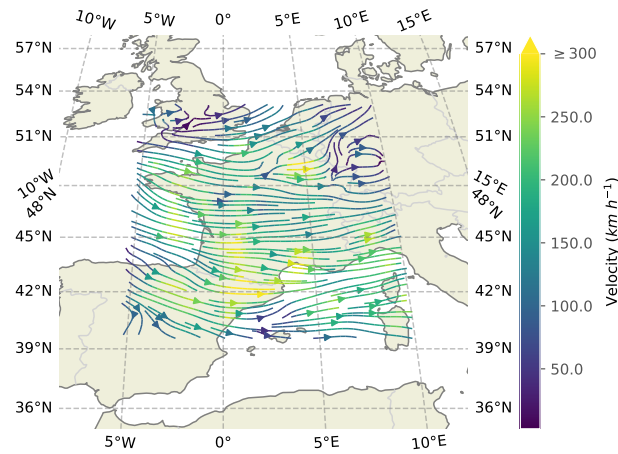 10°W 5°W 0° 5°E 10°E 15°E
57°N 57°N
54°N 54°N
51°N 51°N
10°W 15°E
48°N 48°N
45°N 45°N
42°N 42°N
39°N 39°N
36°N 36°N
5°W 0° 5°E 10°E
≥ 300
250.0
200.0
150.0
100.0
50.0
Velocity (km h⁻¹)